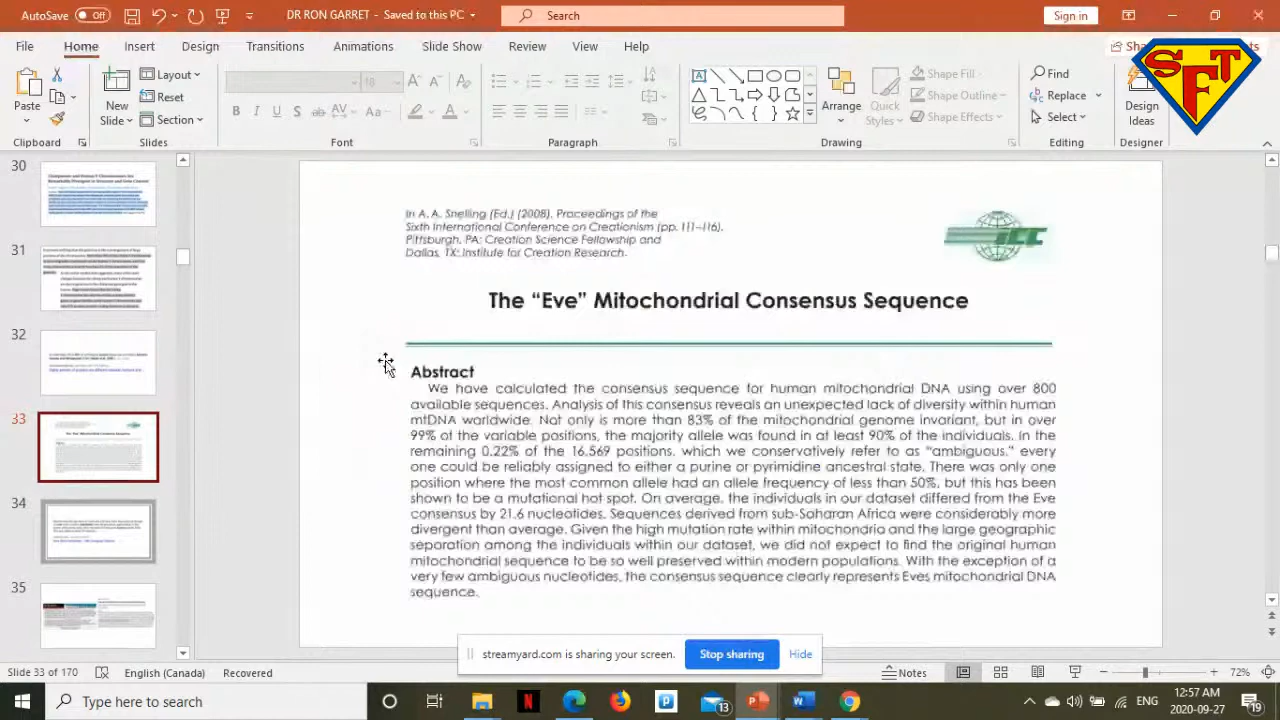 AutoSave Off DR RON GARRET - Saved to this PC Search Sign in
File Home Insert Design Transitions Animations Slide Show Review View Help
SFT
Paste New Slide Layout Reset Section 18 Arrange Quick Styles Shape Fill Shape Outline Shape Effects Find Replace Select Design Ideas
Clipboard Slides Font Paragraph Drawing Editing Designer
30
31
32
33
34
35
In A. A. Snelling (Ed.) (2008). Proceedings of the
Sixth International Conference on Creationism (pp. 111–116).
Pittsburgh, PA: Creation Science Fellowship and
Dallas, TX: Institute for Creation Research.
The “Eve” Mitochondrial Consensus Sequence
Abstract
We have calculated the consensus sequence for human mitochondrial DNA using over 800
available sequences. Analysis of this consensus reveals an unexpected lack of diversity within human
mtDNA worldwide. Not only is more than 83% of the mitochondrial genome invariant, but in over
99% of the variable positions, the majority allele was found in at least 90% of the individuals. In the
remaining 0.22% of the 16,569 positions, which we conservatively refer to as “ambiguous,” every
one could be reliably assigned to either a purine or pyrimidine ancestral state. There was only one
position where the most common allele had an allele frequency of less than 50%, but this has been
shown to be a mutational hot spot. On average, the individuals in our dataset differed from the Eve
consensus by 21.6 nucleotides. Sequences derived from sub-Saharan Africa were considerably more
divergent than average. Given the high mutation rate within mitochondria and the large geographic
separation among the individuals within our dataset, we did not expect to find the original human
mitochondrial sequence to be so well preserved within modern populations. With the exception of a
very few ambiguous nucleotides, the consensus sequence clearly represents Eves mitochondrial DNA
sequence.
streamyard.com is sharing your screen. Stop sharing Hide
Slide 33 of 170 English (Canada) Recovered Notes 72%
Type here to search 13 ENG 12:57 AM
2020-09-27 19